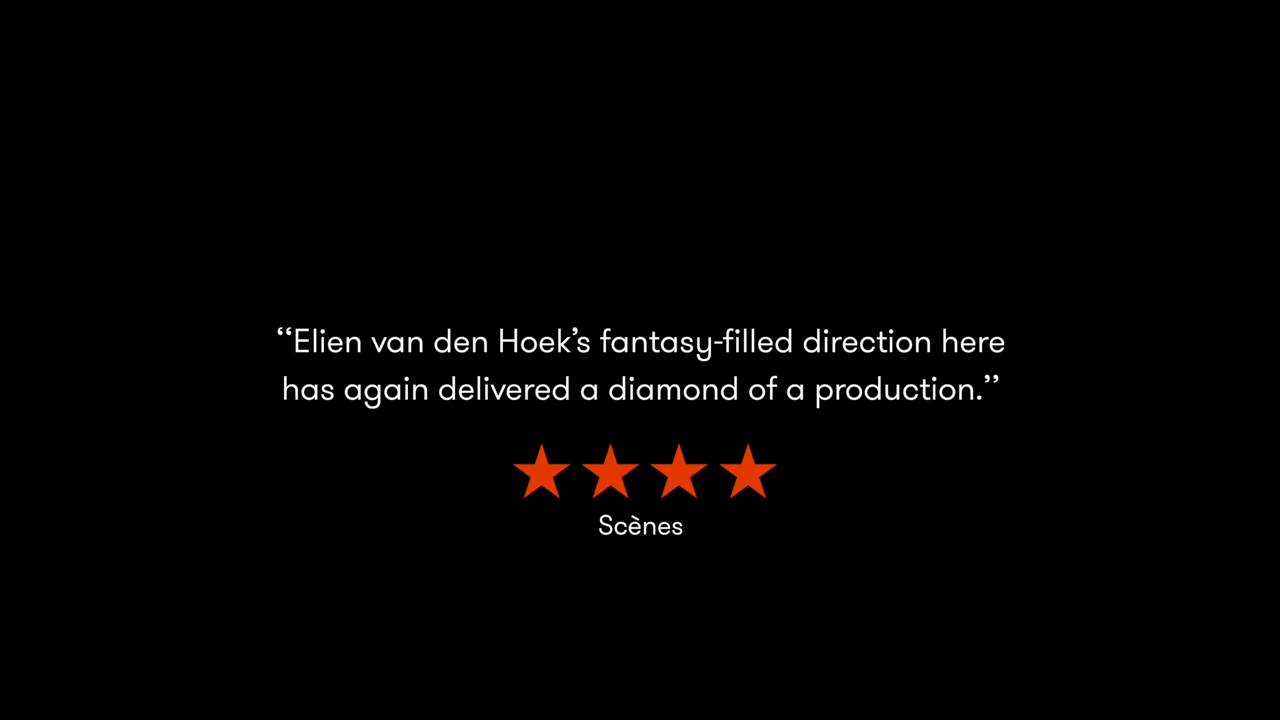 “Elien van den Hoek’s fantasy-filled direction here
has again delivered a diamond of a production.”
Scènes